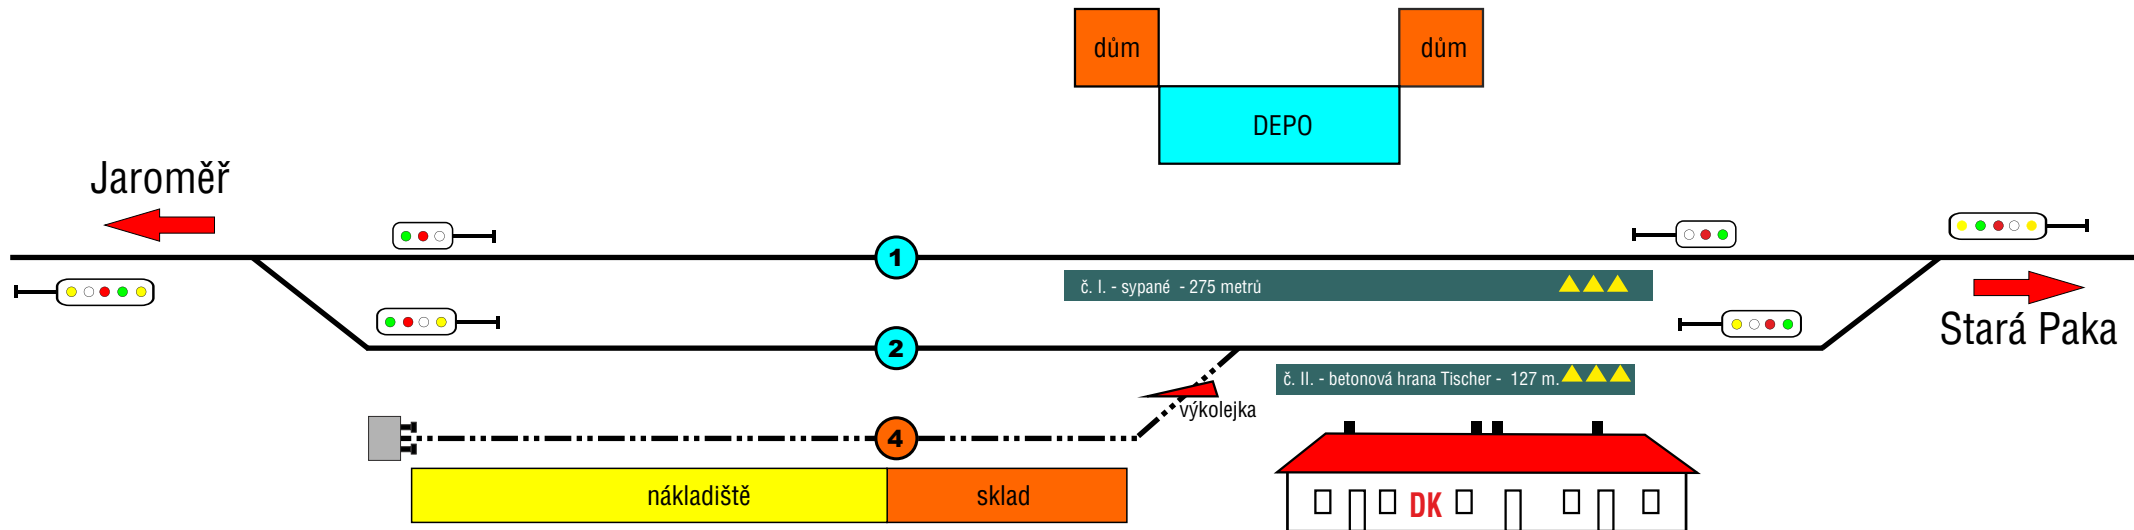 dům
dům
DEPO
Jaroměř
1
č. I. - sypané - 275 metrů
2
Stará Paka
č. II. - betonová hrana Tischer - 127 m.
výkolejka
4
nákladiště
sklad
DK